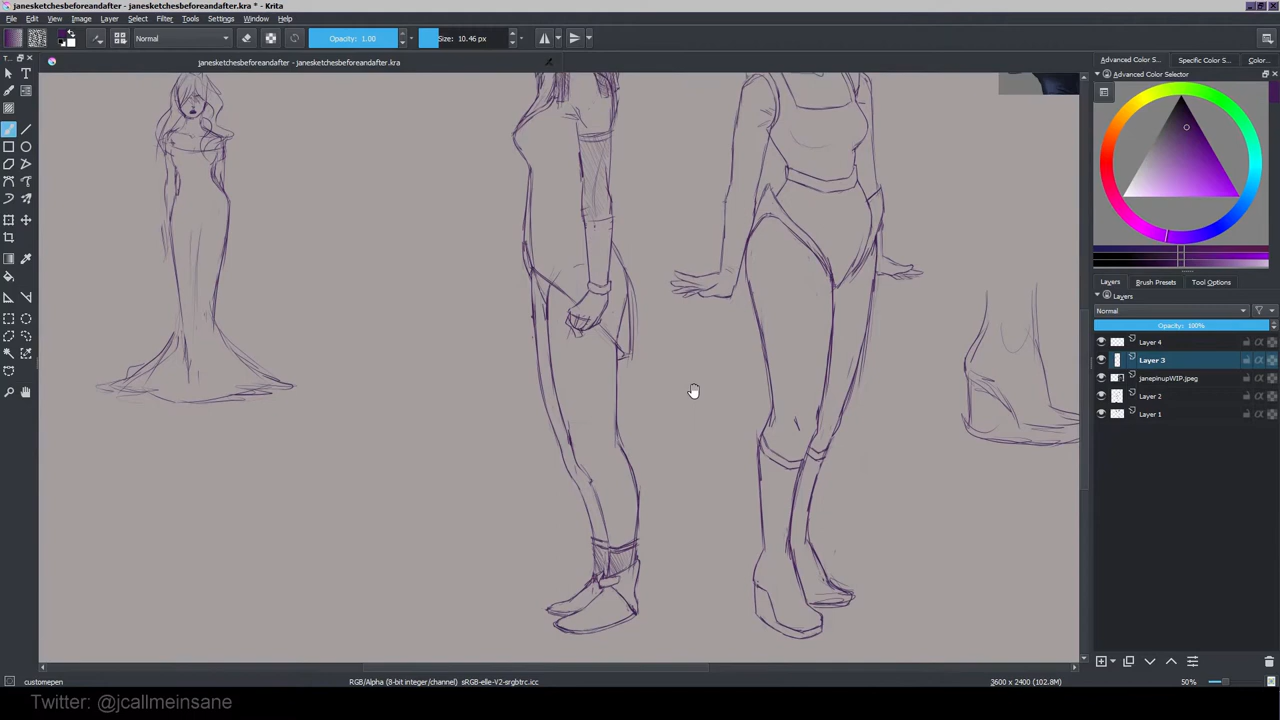 janesketchesbeforeandafter - janesketchesbeforeandafter.kra * - Krita
File Edit View Image Layer Select Filter Tools Settings Window Help
Normal Opacity: 1.00 Size: 10.46 px
janesketchesbeforeandafter - janesketchesbeforeandafter.kra
T...
Advanced Color S... Specific Color S... Color...
Advanced Color Selector
Layers Brush Presets Tool Options
Layers
Normal
Opacity: 100%
Layer 4
Layer 3
janepinupWIP.jpeg
Layer 2
Layer 1
customepen RGB/Alpha (8-bit integer/channel) sRGB-elle-V2-srgbtrc.icc 3600 x 2400 (102.8M) 50%
Twitter: @jcallmeinsane